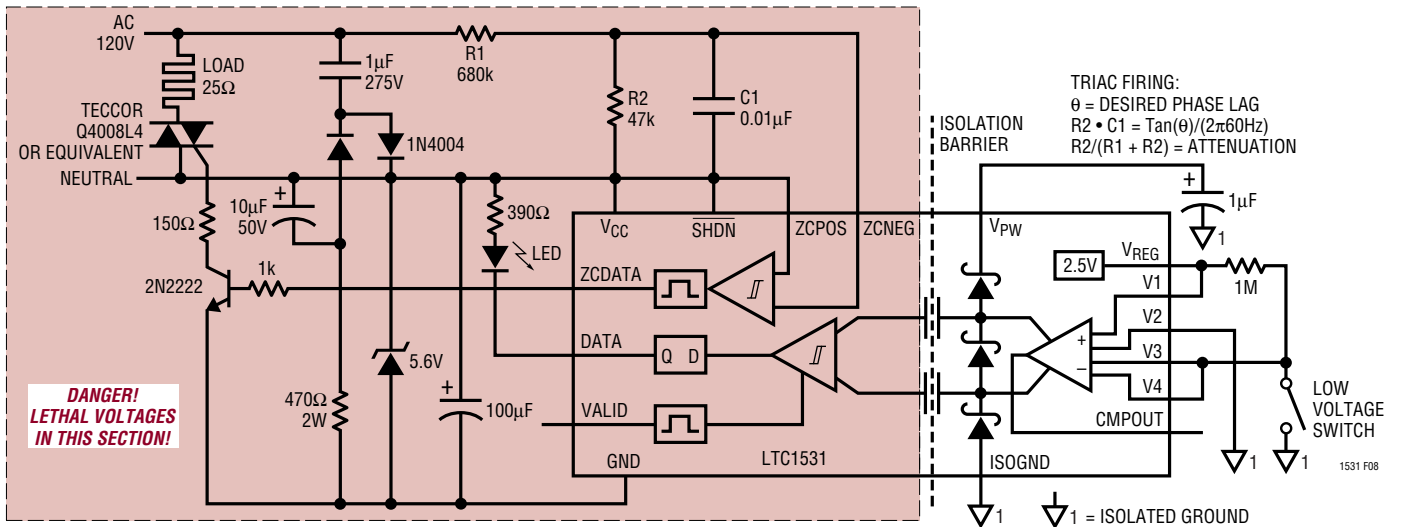 AC
120V
LOAD
25Ω
TECCOR
Q4008L4
OR EQUIVALENT
NEUTRAL
150Ω
2N2222
1k
+
10µF
50V
1µF
275V
1N4004
R1
680k
R2
47k
C1
0.01µF
390Ω
LED
5.6V
470Ω
2W
+
100µF
DANGER!
LETHAL VOLTAGES
IN THIS SECTION!
VCC
SHDN
ZCPOS
ZCNEG
ZCDATA
DATA
Q D
VALID
GND
LTC1531
ISOLATION
BARRIER
TRIAC FIRING:
θ = DESIRED PHASE LAG
R2 • C1 = Tan(θ)/(2π60Hz)
R2/(R1 + R2) = ATTENUATION
+
1µF
1
VPW
2.5V
VREG
1M
V1
V2
V3
V4
+
–
CMPOUT
ISOGND
LOW
VOLTAGE
SWITCH
1
1
1
1 = ISOLATED GROUND
1531 F08